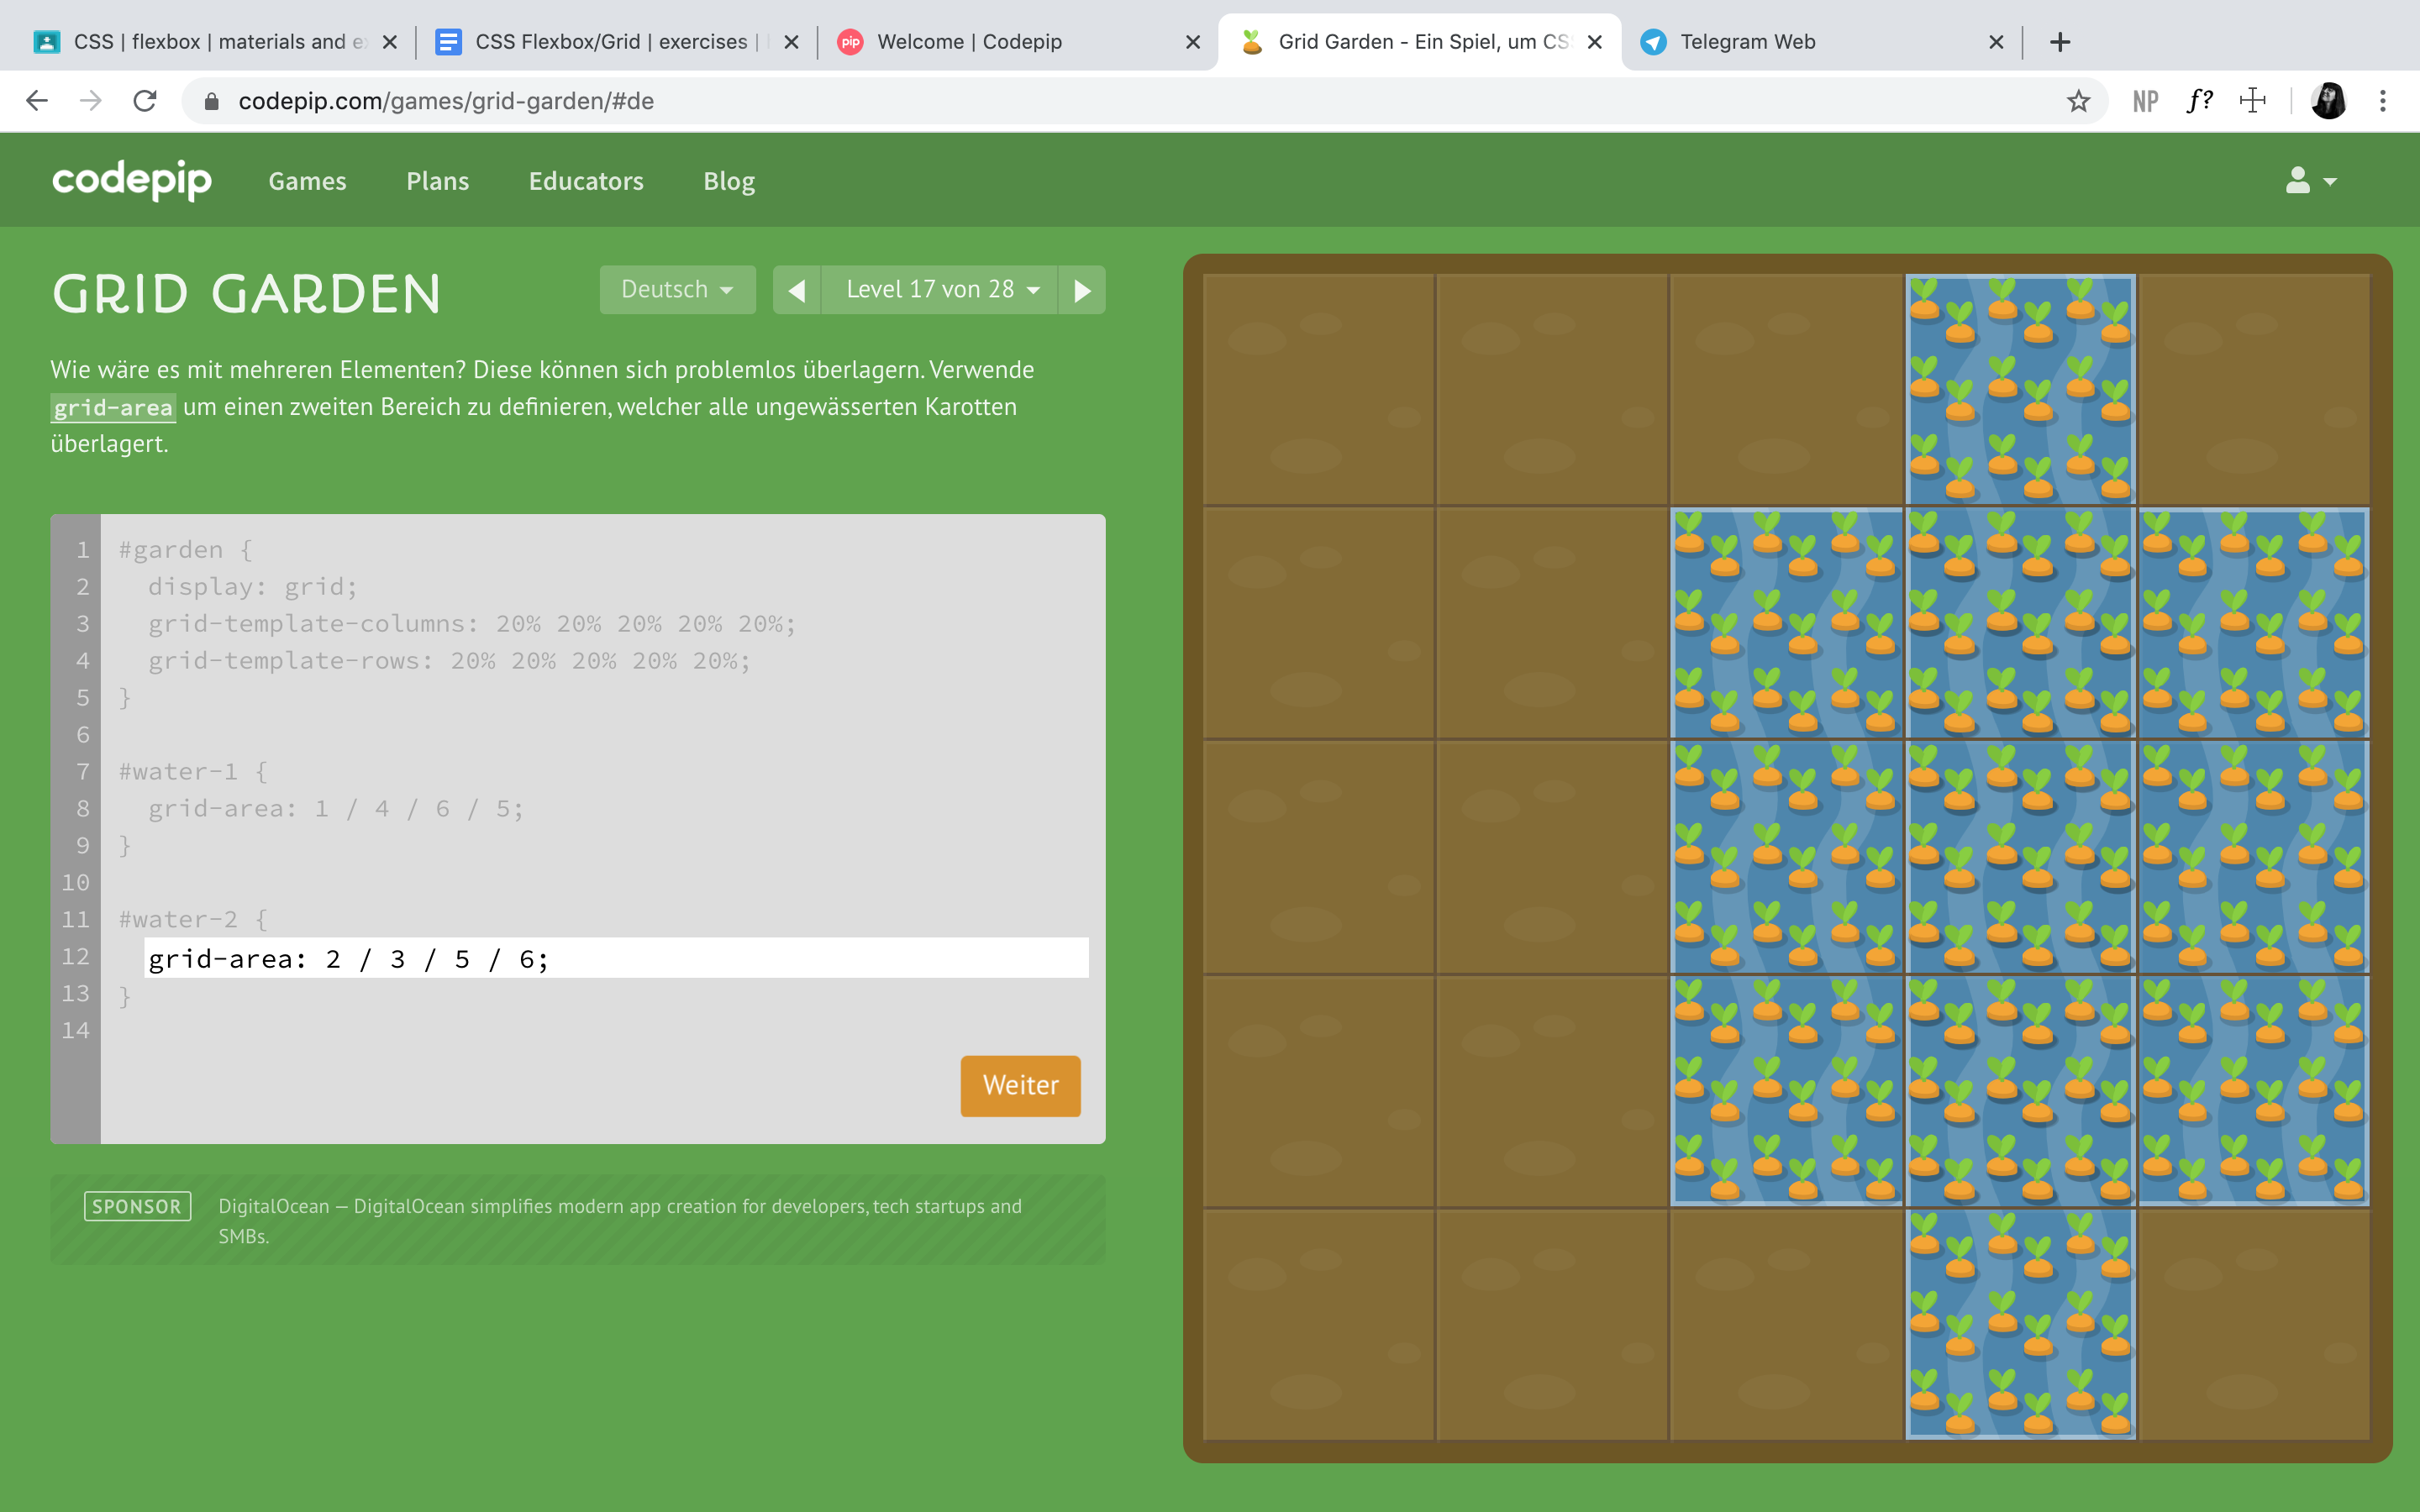 CSS | flexbox | materials and e
CSS Flexbox/Grid | exercises |
pip Welcome | Codepip
Grid Garden - Ein Spiel, um CS
Telegram Web
codepip.com/games/grid-garden/#de
NP f?
codepip Games Plans Educators Blog
GRID GARDEN
Deutsch
Level 17 von 28
Wie wäre es mit mehreren Elementen? Diese können sich problemlos überlagern. Verwende
grid-area um einen zweiten Bereich zu definieren, welcher alle ungewässerten Karotten
überlagert.
1 #garden {
2 display: grid;
3 grid-template-columns: 20% 20% 20% 20% 20%;
4 grid-template-rows: 20% 20% 20% 20% 20%;
5 }
6
7 #water-1 {
8 grid-area: 1 / 4 / 6 / 5;
9 }
10
11 #water-2 {
12 grid-area: 2 / 3 / 5 / 6;
13 }
14
Weiter
SPONSOR DigitalOcean — DigitalOcean simplifies modern app creation for developers, tech startups and
SMBs.